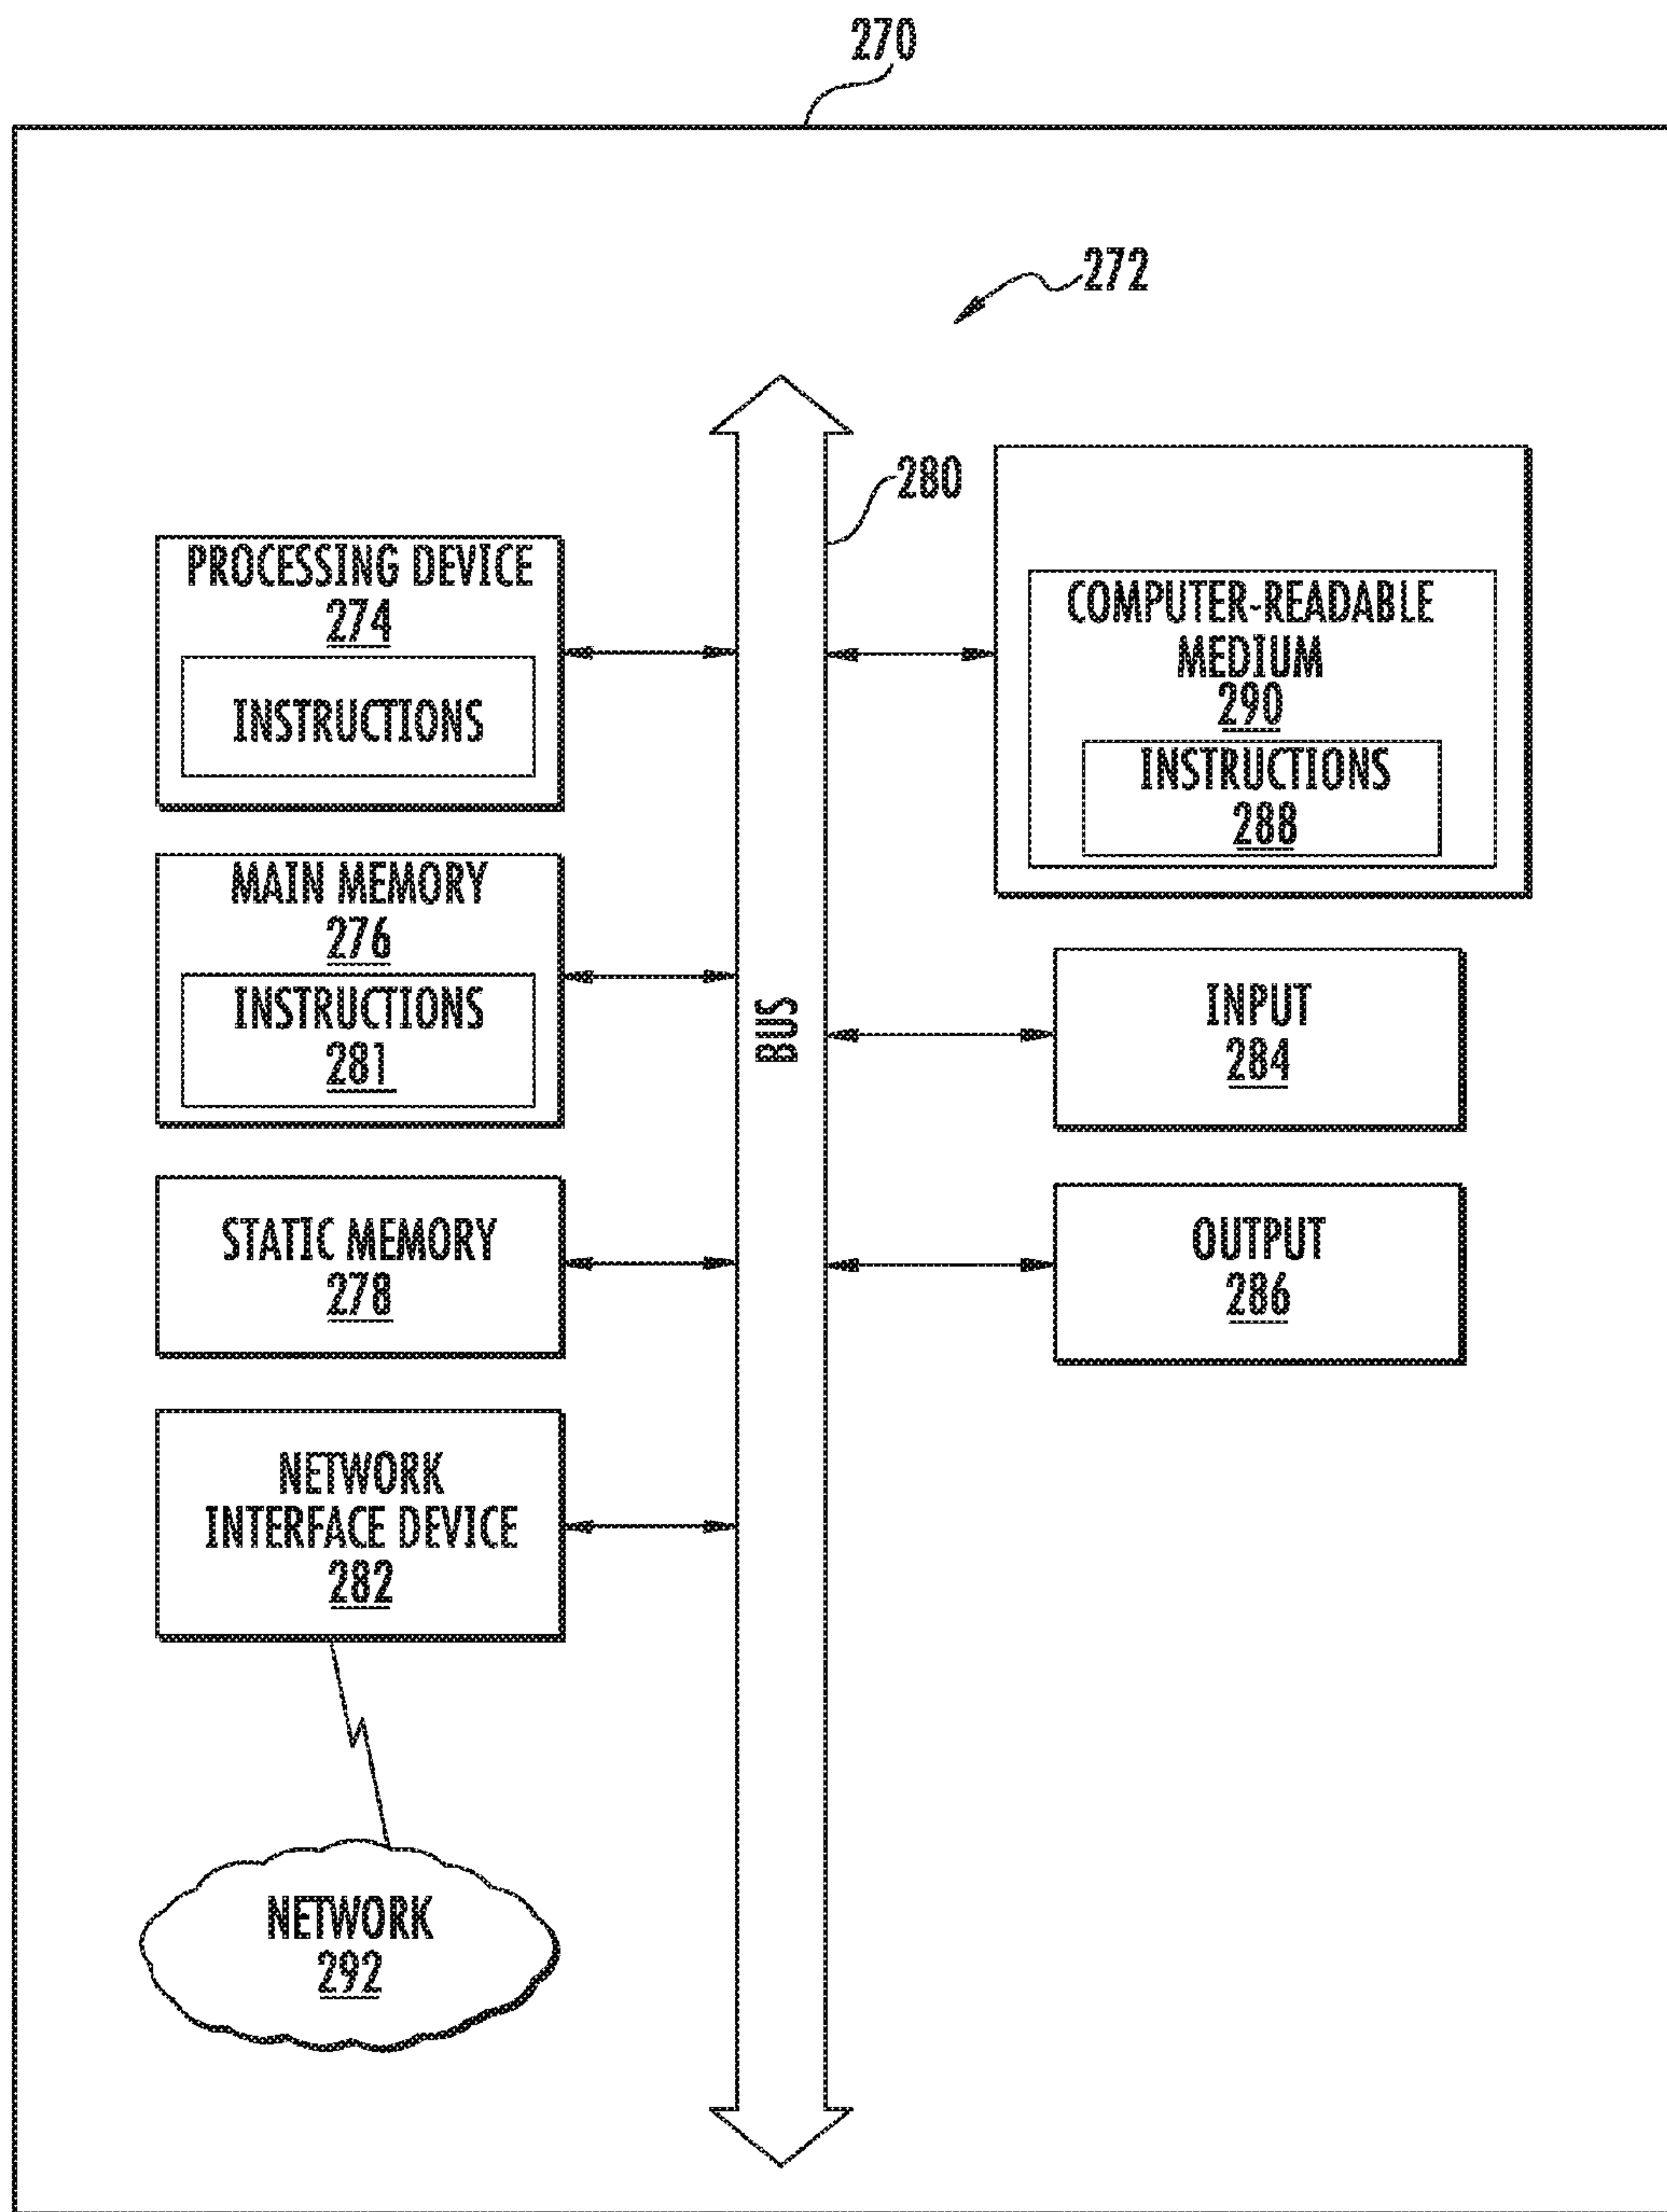 270
272
280
PROCESSING DEVICE
274
INSTRUCTIONS
MAIN MEMORY
276
INSTRUCTIONS
281
STATIC MEMORY
278
NETWORK
INTERFACE DEVICE
282
NETWORK
292
BUS
COMPUTER-READABLE
MEDIUM
290
INSTRUCTIONS
288
INPUT
284
OUTPUT
286